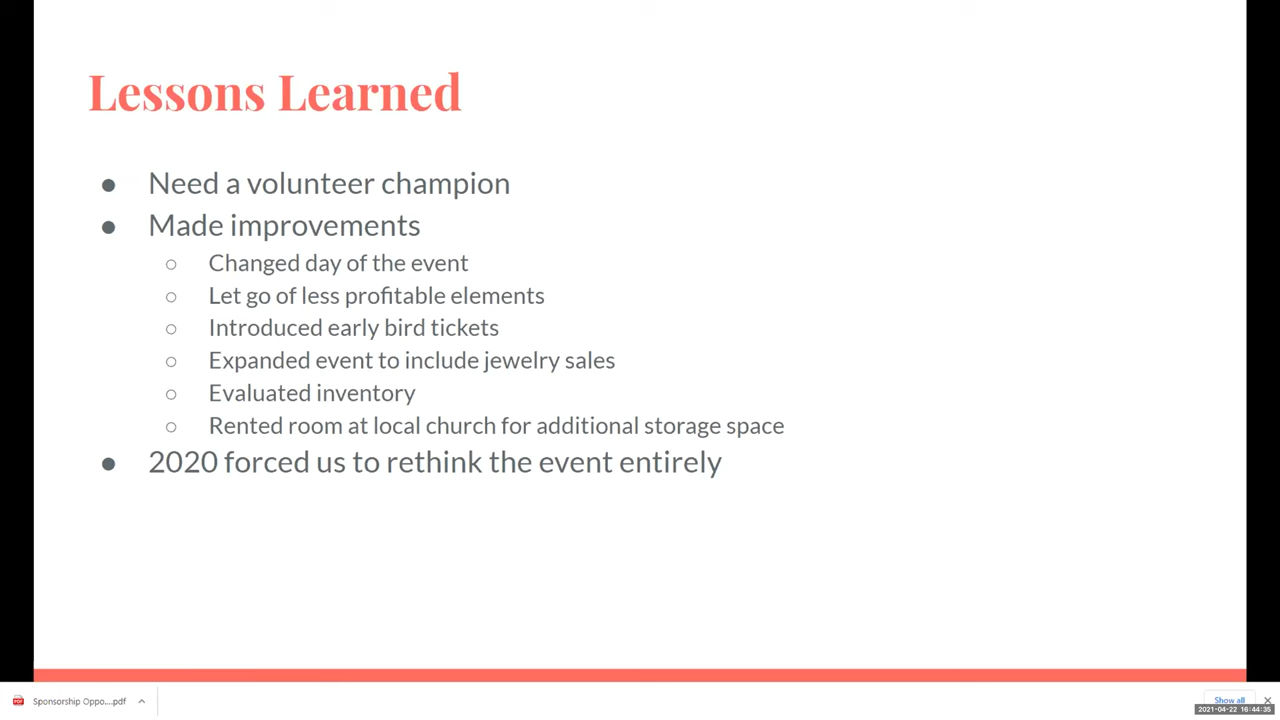 Lessons Learned
● Need a volunteer champion
● Made improvements
○ Changed day of the event
○ Let go of less profitable elements
○ Introduced early bird tickets
○ Expanded event to include jewelry sales
○ Evaluated inventory
○ Rented room at local church for additional storage space
● 2020 forced us to rethink the event entirely
PDF Sponsorship Oppo....pdf
Show all
2021-04-22 16:44:35